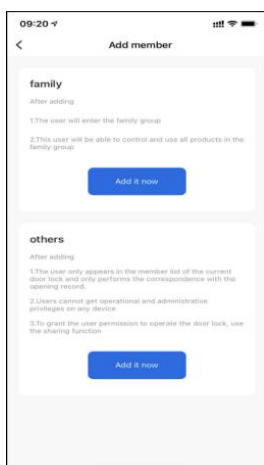 09:20
Add member
family
After adding
1.The user will enter the family group
2.This user will be able to control and use all products in the
family group
Add it now
others
After adding
1.The user only appears in the member list of the current
door lock and only performs the correspondence with the
opening record.
2.Users cannot get operational and administrative
privileges on any device
3.To grant the user permission to operate the door lock, use
the sharing function
Add it now